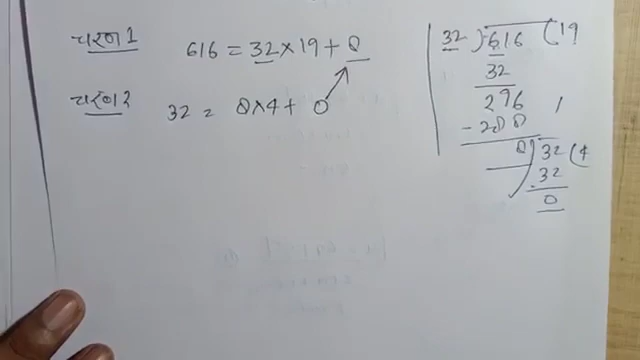 चरण 1 616 = 32 × 19 + 8
चरण 2 32 = 8 × 4 + 0
32 ) 616 ( 19
32
296
- 288
8 ) 32 ( 4
32
0